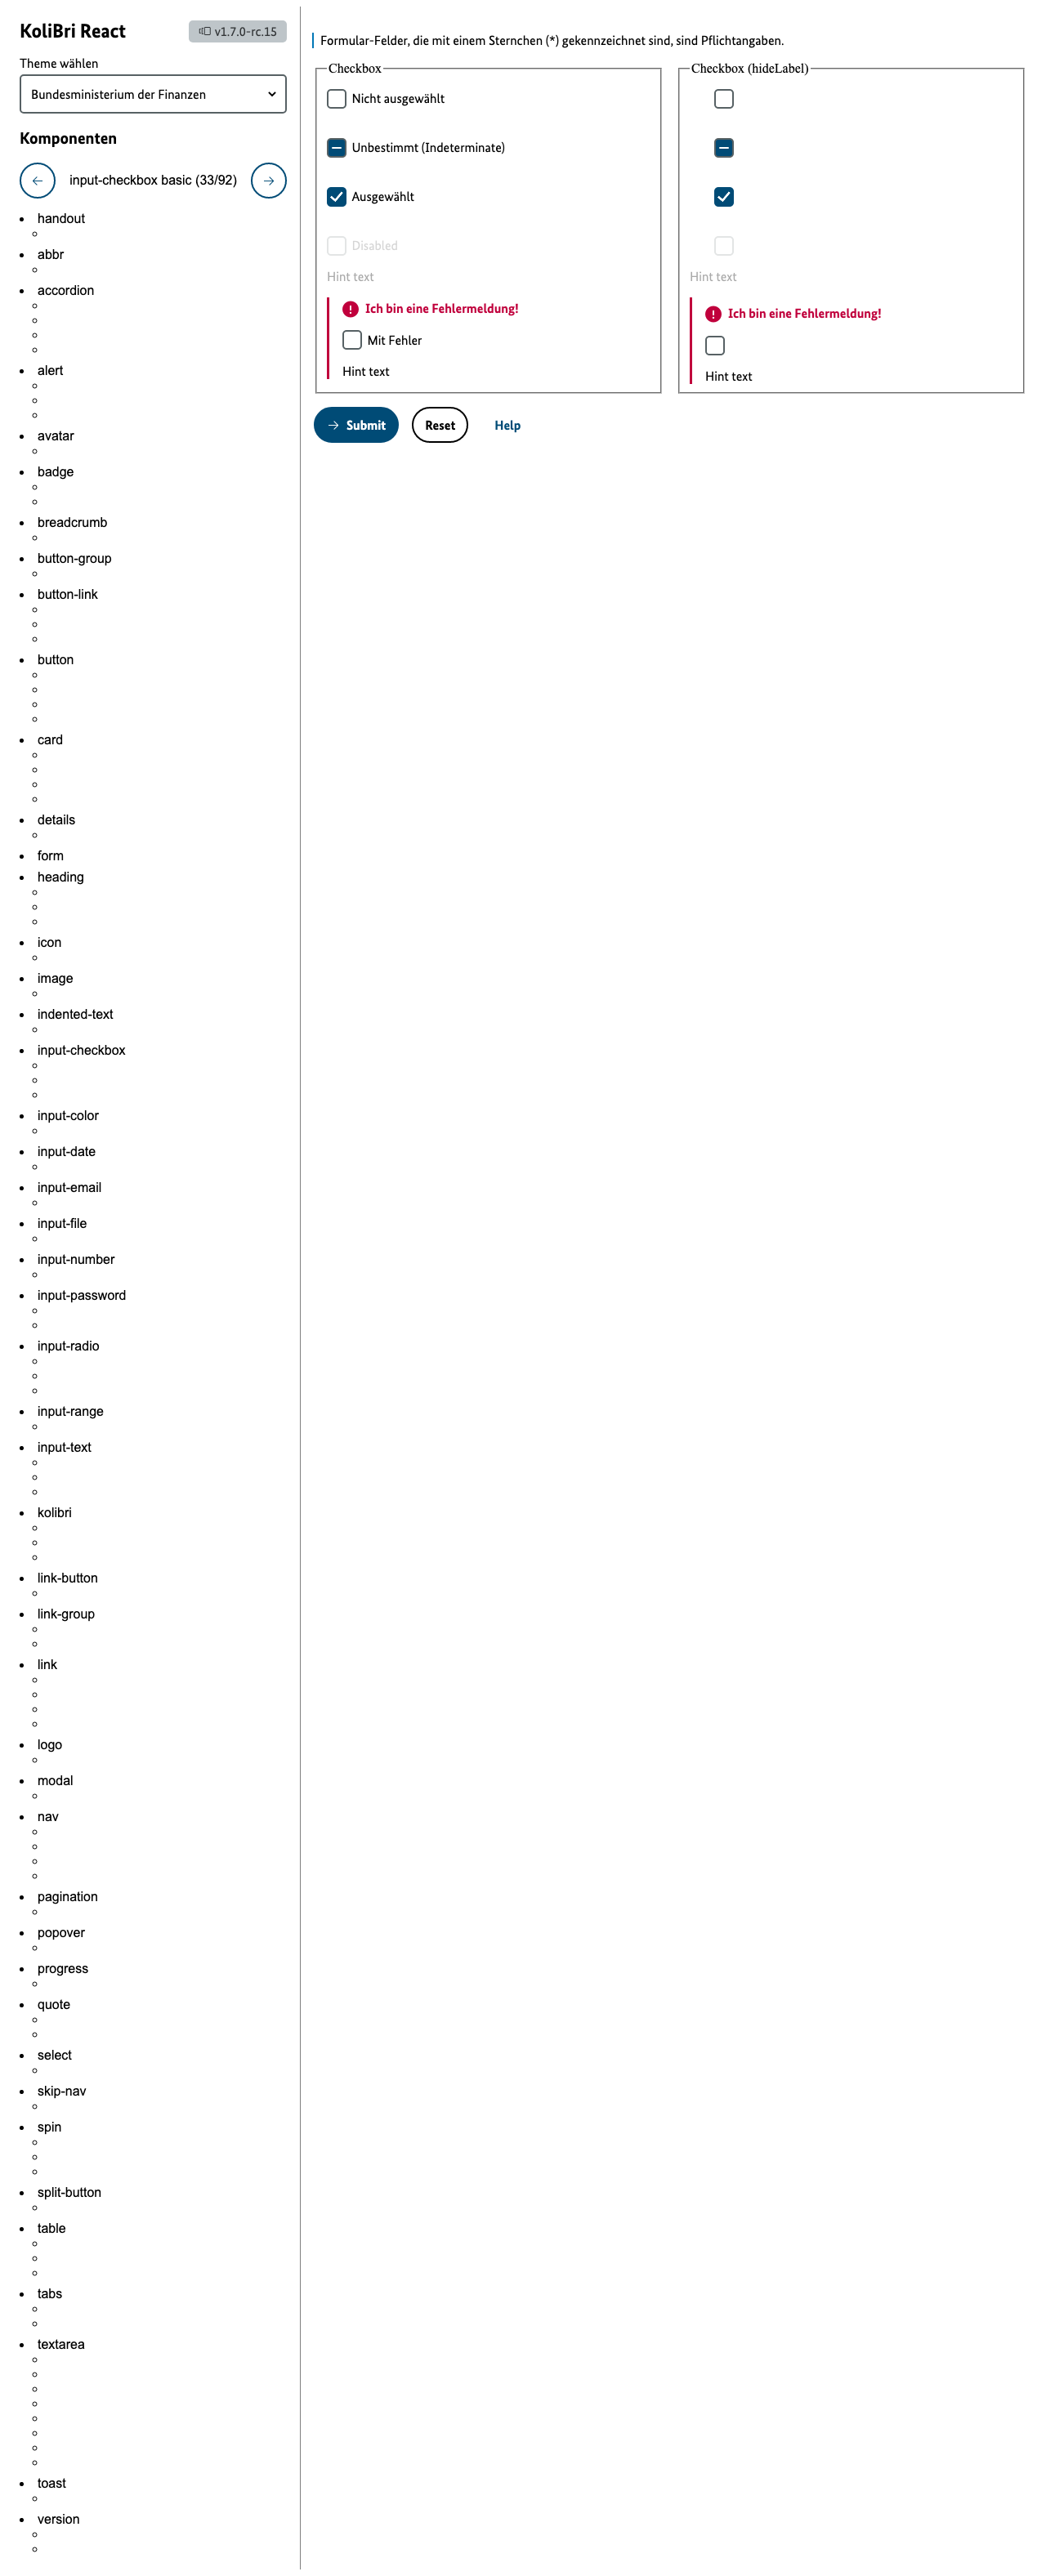 KoliBri React
v1.7.0-rc.15
Theme wählen
Bundesministerium der Finanzen
Komponenten
input-checkbox basic (33/92)
handout
abbr
accordion
alert
avatar
badge
breadcrumb
button-group
button-link
button
card
details
form
heading
icon
image
indented-text
input-checkbox
input-color
input-date
input-email
input-file
input-number
input-password
input-radio
input-range
input-text
kolibri
link-button
link-group
link
logo
modal
nav
pagination
popover
progress
quote
select
skip-nav
spin
split-button
table
tabs
textarea
toast
version
Formular-Felder, die mit einem Sternchen (*) gekennzeichnet sind, sind Pflichtangaben.
Checkbox
Nicht ausgewählt
Unbestimmt (Indeterminate)
Ausgewählt
Disabled
Hint text
Ich bin eine Fehlermeldung!
Mit Fehler
Hint text
Checkbox (hideLabel)
Hint text
Ich bin eine Fehlermeldung!
Hint text
Submit
Reset
Help